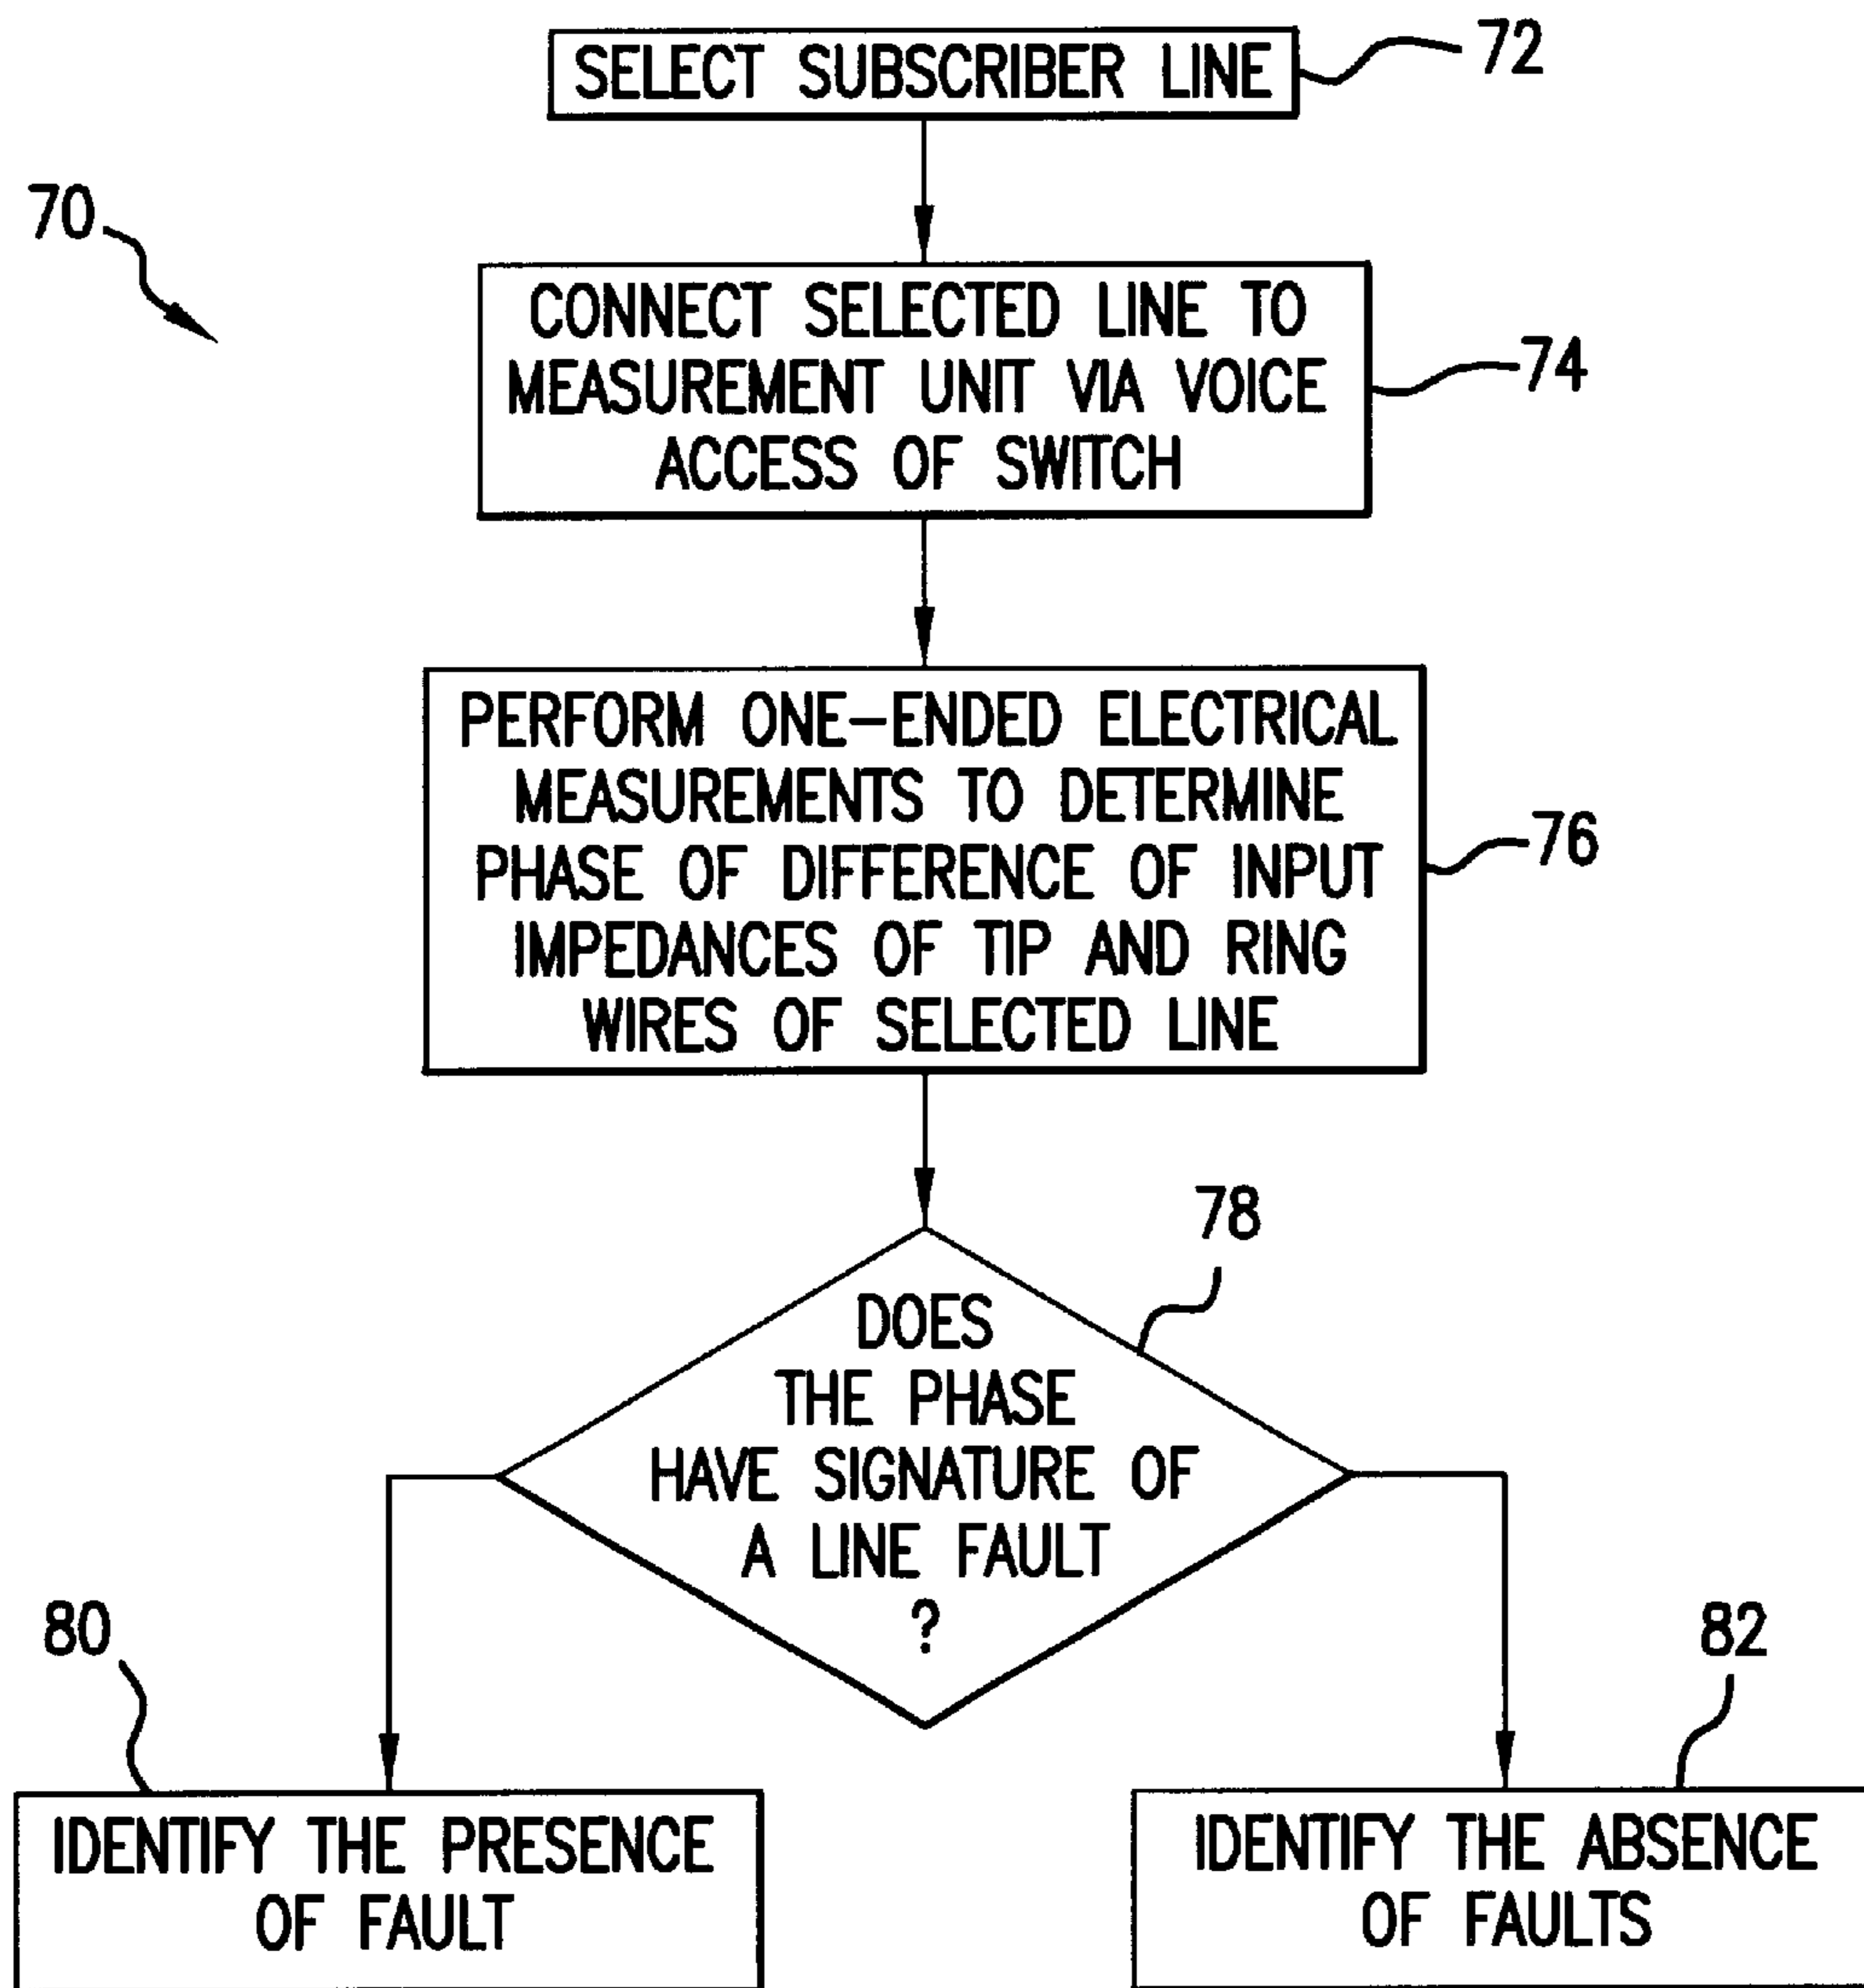 SELECT SUBSCRIBER LINE
72
70
CONNECT SELECTED LINE TO
MEASUREMENT UNIT VIA VOICE
ACCESS OF SWITCH
74
PERFORM ONE-ENDED ELECTRICAL
MEASUREMENTS TO DETERMINE
PHASE OF DIFFERENCE OF INPUT
IMPEDANCES OF TIP AND RING
WIRES OF SELECTED LINE
76
78
DOES
THE PHASE
HAVE SIGNATURE OF
A LINE FAULT
?
80
IDENTIFY THE PRESENCE
OF FAULT
82
IDENTIFY THE ABSENCE
OF FAULTS